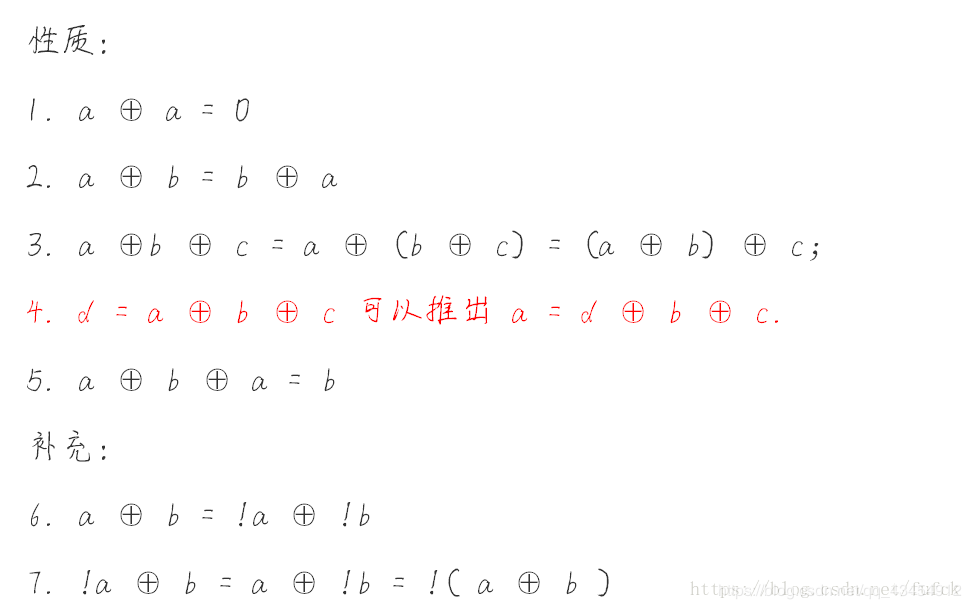 性质:
1. a ⊕ a = 0
2. a ⊕ b = b ⊕ a
3. a ⊕b ⊕ c = a ⊕ (b ⊕ c) = (a ⊕ b) ⊕ c;
4. d = a ⊕ b ⊕ c 可以推出 a = d ⊕ b ⊕ c.
5. a ⊕ b ⊕ a = b
补充:
6. a ⊕ b = !a ⊕ !b
7. !a ⊕ b = a ⊕ !b = !( a ⊕ b )